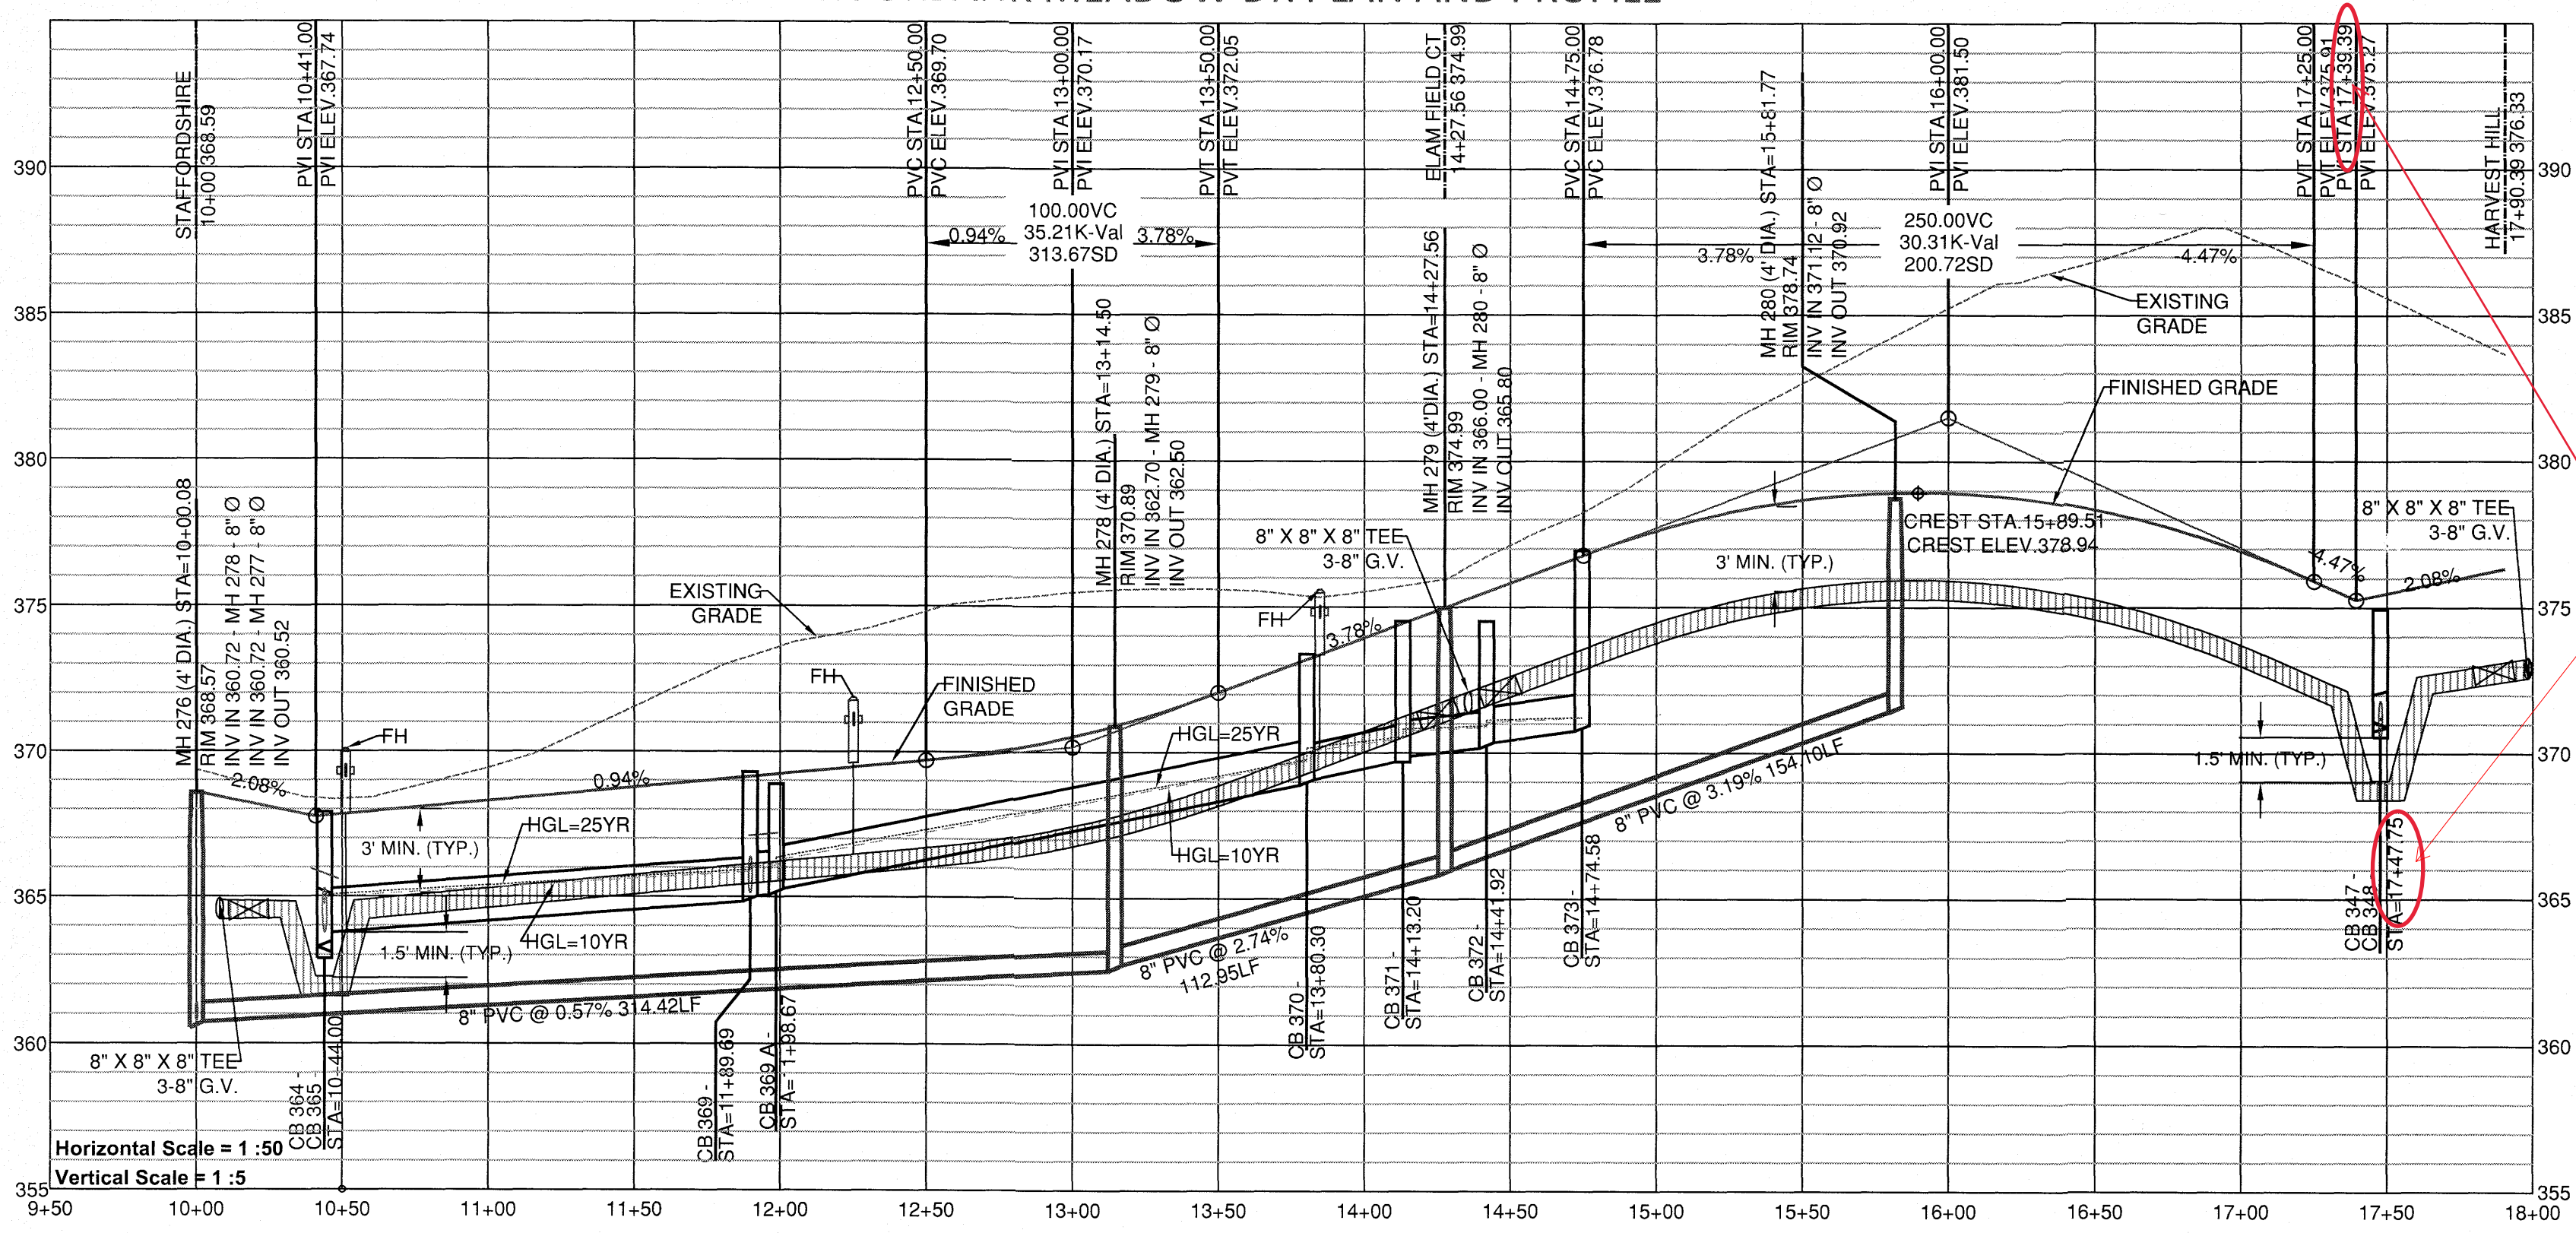 STAFFORDSHIRE
10+00 368.59
PVI STA.10+41.00
PVI ELEV.367.74
PVC STA.12+50.00
PVC ELEV.369.70
PVI STA.13+00.00
PVI ELEV.370.17
PVT STA.13+50.00
PVT ELEV.372.05
ELAM FIELD CT
14+27.56 374.99
PVC STA.14+75.00
PVC ELEV.376.78
PVI STA.16+00.00
PVI ELEV.381.50
PVT STA.17+25.00
PVT ELEV.375.91
PVI STA.17+39.39
PVI ELEV.375.27
HARVEST HILL
17+90.39 376.33
100.00VC
0.94% 35.21K-Val 3.78%
313.67SD
250.00VC
30.31K-Val
200.72SD
3.78%
-4.47%
MH 280 (4' DIA.) STA=15+81.77
RIM 378.74
INV IN 371.12 - 8" Ø
INV OUT 370.92
EXISTING
GRADE
FINISHED GRADE
MH 276 (4' DIA.) STA=10+00.08
RIM 368.57
INV IN 360.72 - MH 278 - 8" Ø
INV IN 360.72 - MH 277 - 8" Ø
INV OUT 360.52
MH 278 (4' DIA.) STA=13+14.50
RIM 370.89
INV IN 362.70 - MH 279 - 8" Ø
INV OUT 362.50
MH 279 (4'DIA.) STA=14+27.56
RIM 374.99
INV IN 366.00 - MH 280 - 8" Ø
INV OUT 365.80
8" X 8" X 8" TEE
3-8" G.V.
CREST STA.15+89.51
CREST ELEV.378.94
3' MIN. (TYP.)
8" X 8" X 8" TEE
3-8" G.V.
-4.47%
2.08%
EXISTING
GRADE
FH
3.78%
FH
FINISHED
GRADE
FH
2.08%
0.94%
HGL=25YR
HGL=25YR
3' MIN. (TYP.)
HGL=10YR
HGL=10YR
1.5' MIN. (TYP.)
1.5' MIN. (TYP.)
8" PVC @ 0.57% 314.42LF
8" PVC @ 2.74%
112.95LF
8" PVC @ 3.19% 154.10LF
8" X 8" X 8" TEE
3-8" G.V.
CB 364 -
CB 365 -
STA=10+44.00
CB 369 -
STA=11+89.69
CB 369 A -
STA=11+98.67
CB 370 -
STA=13+80.30
CB 371 -
STA=14+13.20
CB 372 -
STA=14+41.92
CB 373 -
STA=14+74.58
CB 347 -
CB 348 -
STA=17+47.75
Horizontal Scale = 1 :50
Vertical Scale = 1 :5
390
385
380
375
370
365
360
355
390
385
380
375
370
365
360
355
9+50 10+00 10+50 11+00 11+50 12+00 12+50 13+00 13+50 14+00 14+50 15+00 15+50 16+00 16+50 17+00 17+50 18+00